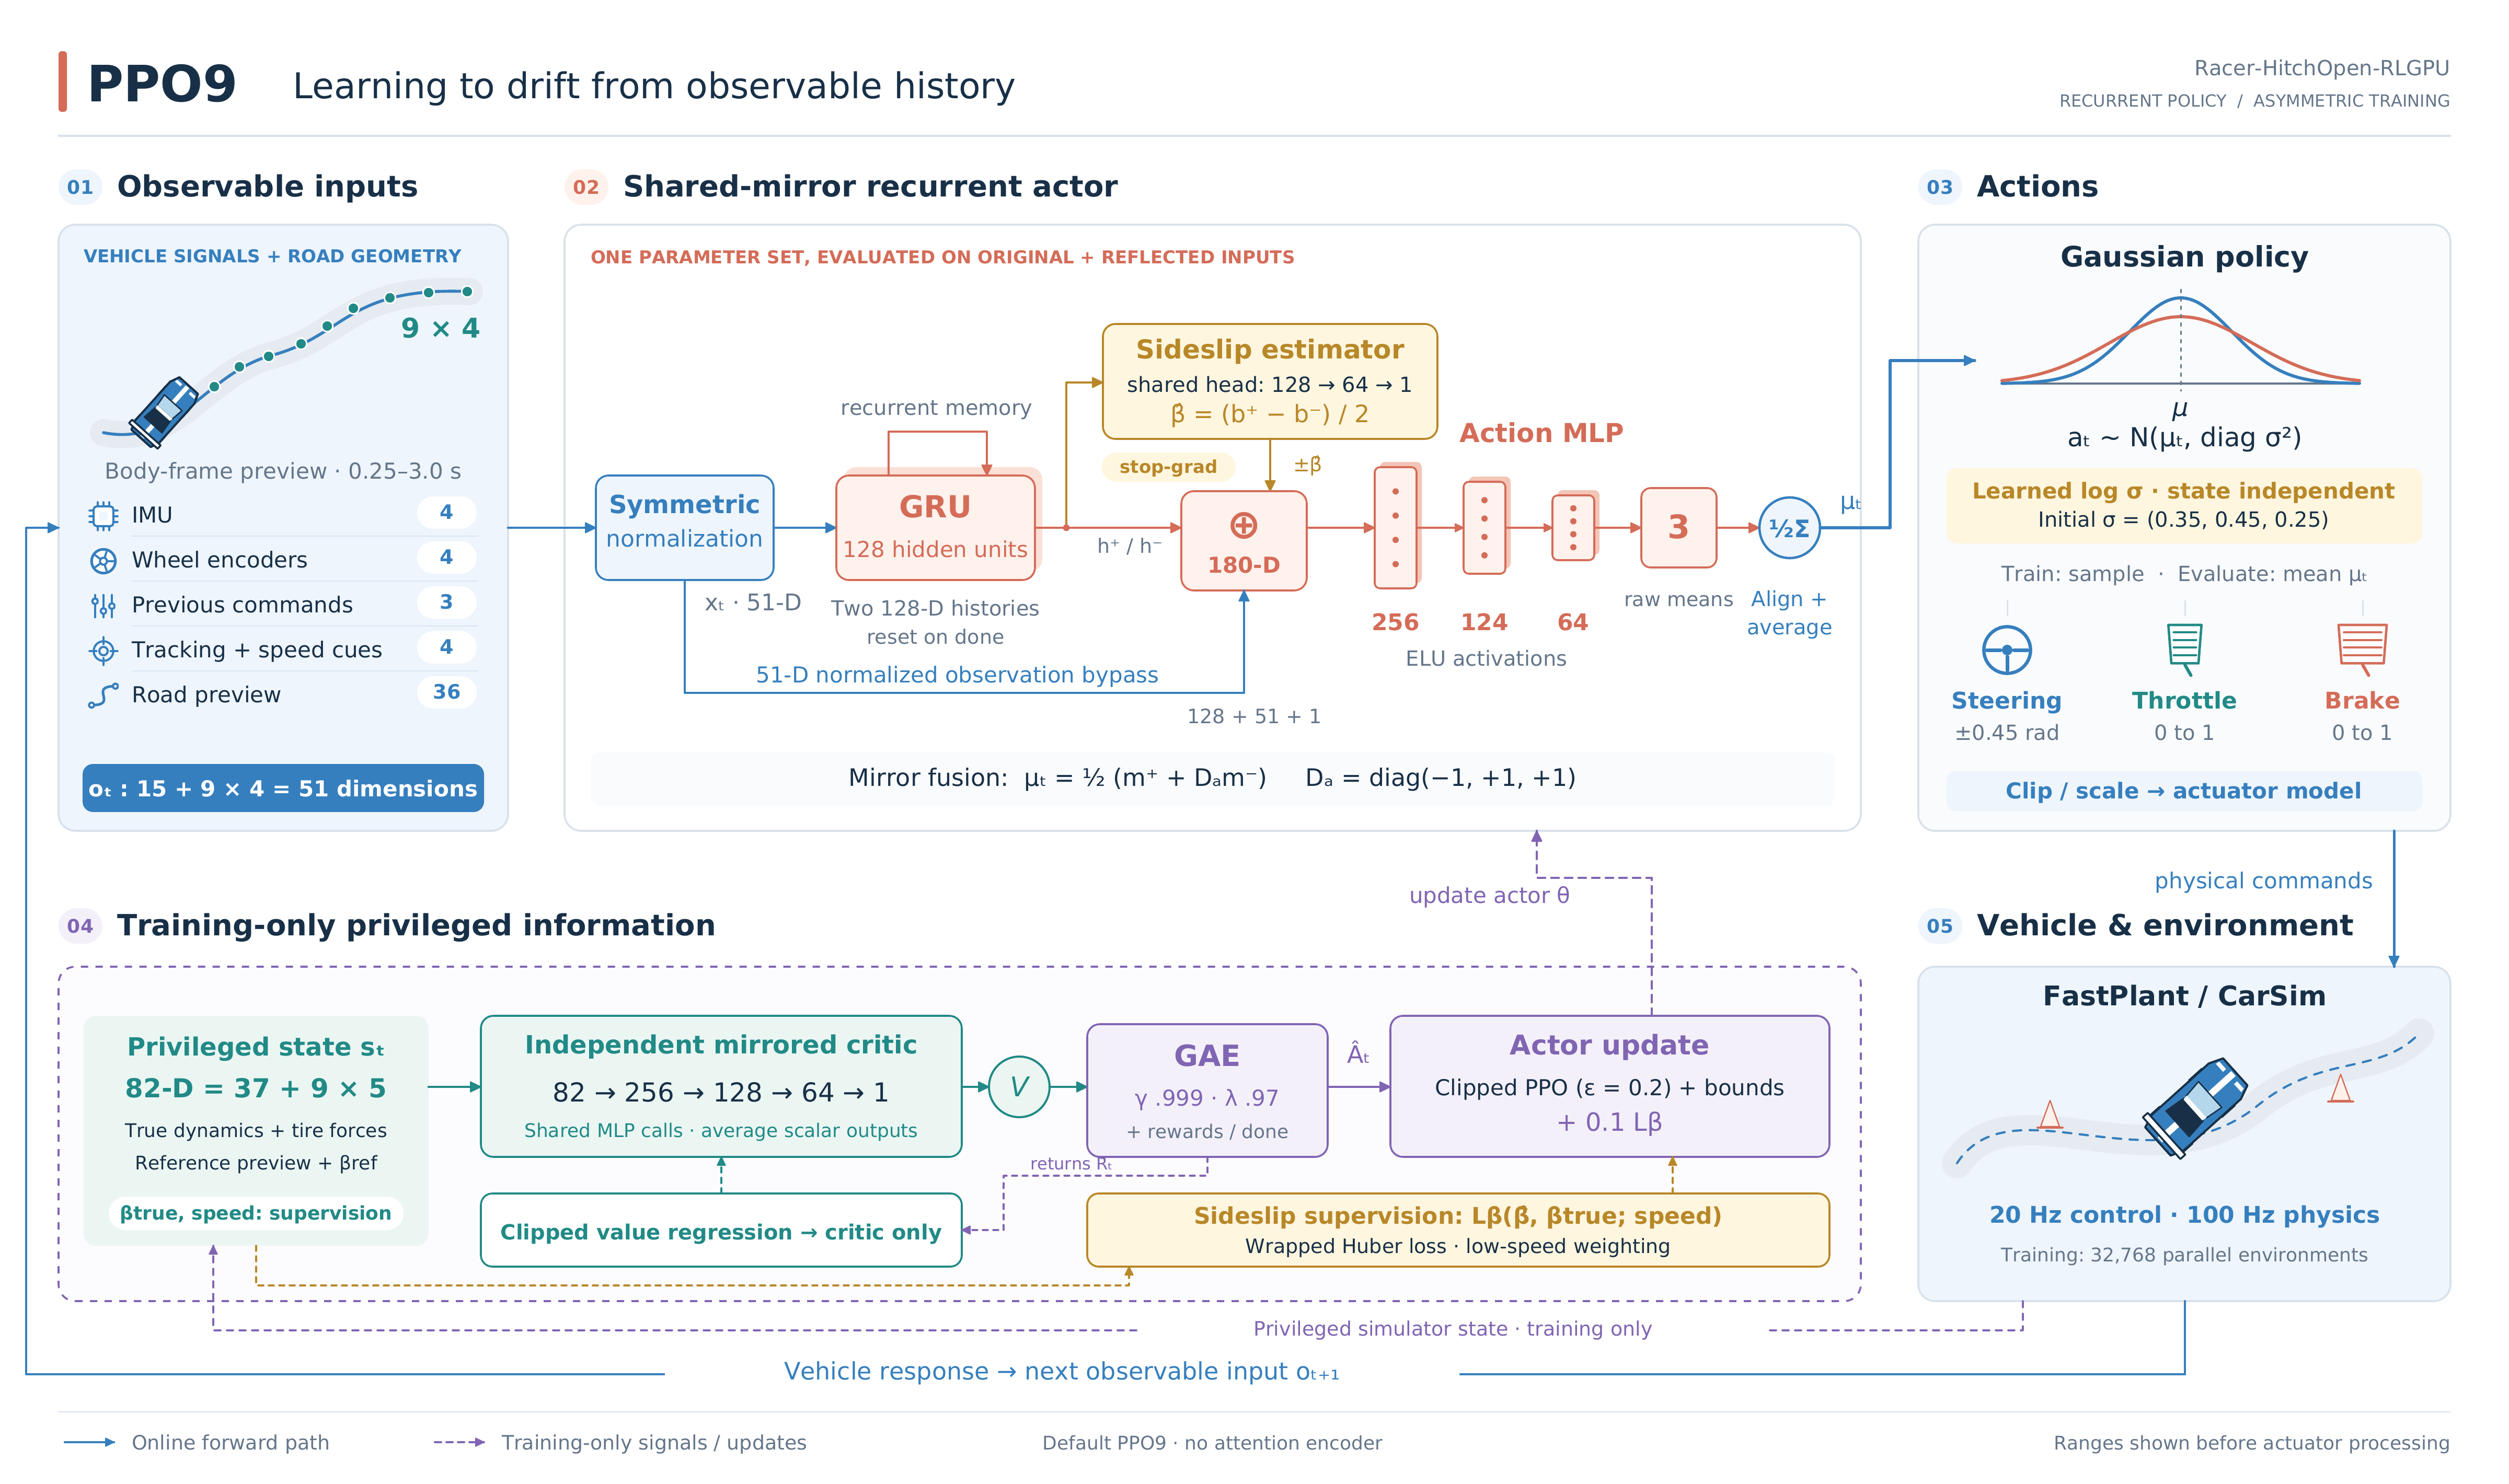 PPO9
Learning to drift from observable history
Racer-HitchOpen-RLGPU
RECURRENT POLICY / ASYMMETRIC TRAINING
01 Observable inputs
VEHICLE SIGNALS + ROAD GEOMETRY
9 × 4
Body-frame preview · 0.25–3.0 s
IMU 4
Wheel encoders 4
Previous commands 3
Tracking + speed cues 4
Road preview 36
oₜ : 15 + 9 × 4 = 51 dimensions
02 Shared-mirror recurrent actor
ONE PARAMETER SET, EVALUATED ON ORIGINAL + REFLECTED INPUTS
Sideslip estimator
shared head: 128 → 64 → 1
β̂ = (b⁺ − b⁻) / 2
recurrent memory
Action MLP
stop-grad
±β̂
Symmetric
normalization
GRU
128 hidden units
h⁺ / h⁻
⊕
180-D
3
½Σ
μₜ
xₜ · 51-D
Two 128-D histories
reset on done
256
124
64
raw means
Align +
average
ELU activations
51-D normalized observation bypass
128 + 51 + 1
Mirror fusion: μₜ = ½ (m⁺ + Dₐm⁻) Dₐ = diag(−1, +1, +1)
03 Actions
Gaussian policy
μ
aₜ ~ N(μₜ, diag σ²)
Learned log σ · state independent
Initial σ = (0.35, 0.45, 0.25)
Train: sample · Evaluate: mean μₜ
Steering
±0.45 rad
Throttle
0 to 1
Brake
0 to 1
Clip / scale → actuator model
update actor θ
physical commands
04 Training-only privileged information
Privileged state sₜ
82-D = 37 + 9 × 5
True dynamics + tire forces
Reference preview + βref
βtrue, speed: supervision
Independent mirrored critic
82 → 256 → 128 → 64 → 1
Shared MLP calls · average scalar outputs
V
GAE
γ .999 · λ .97
+ rewards / done
Âₜ
Actor update
Clipped PPO (ε = 0.2) + bounds
+ 0.1 Lβ
returns Rₜ
Clipped value regression → critic only
Sideslip supervision: Lβ(β̂, βtrue; speed)
Wrapped Huber loss · low-speed weighting
05 Vehicle & environment
FastPlant / CarSim
20 Hz control · 100 Hz physics
Training: 32,768 parallel environments
Privileged simulator state · training only
Vehicle response → next observable input oₜ₊₁
Online forward path
Training-only signals / updates
Default PPO9 · no attention encoder
Ranges shown before actuator processing